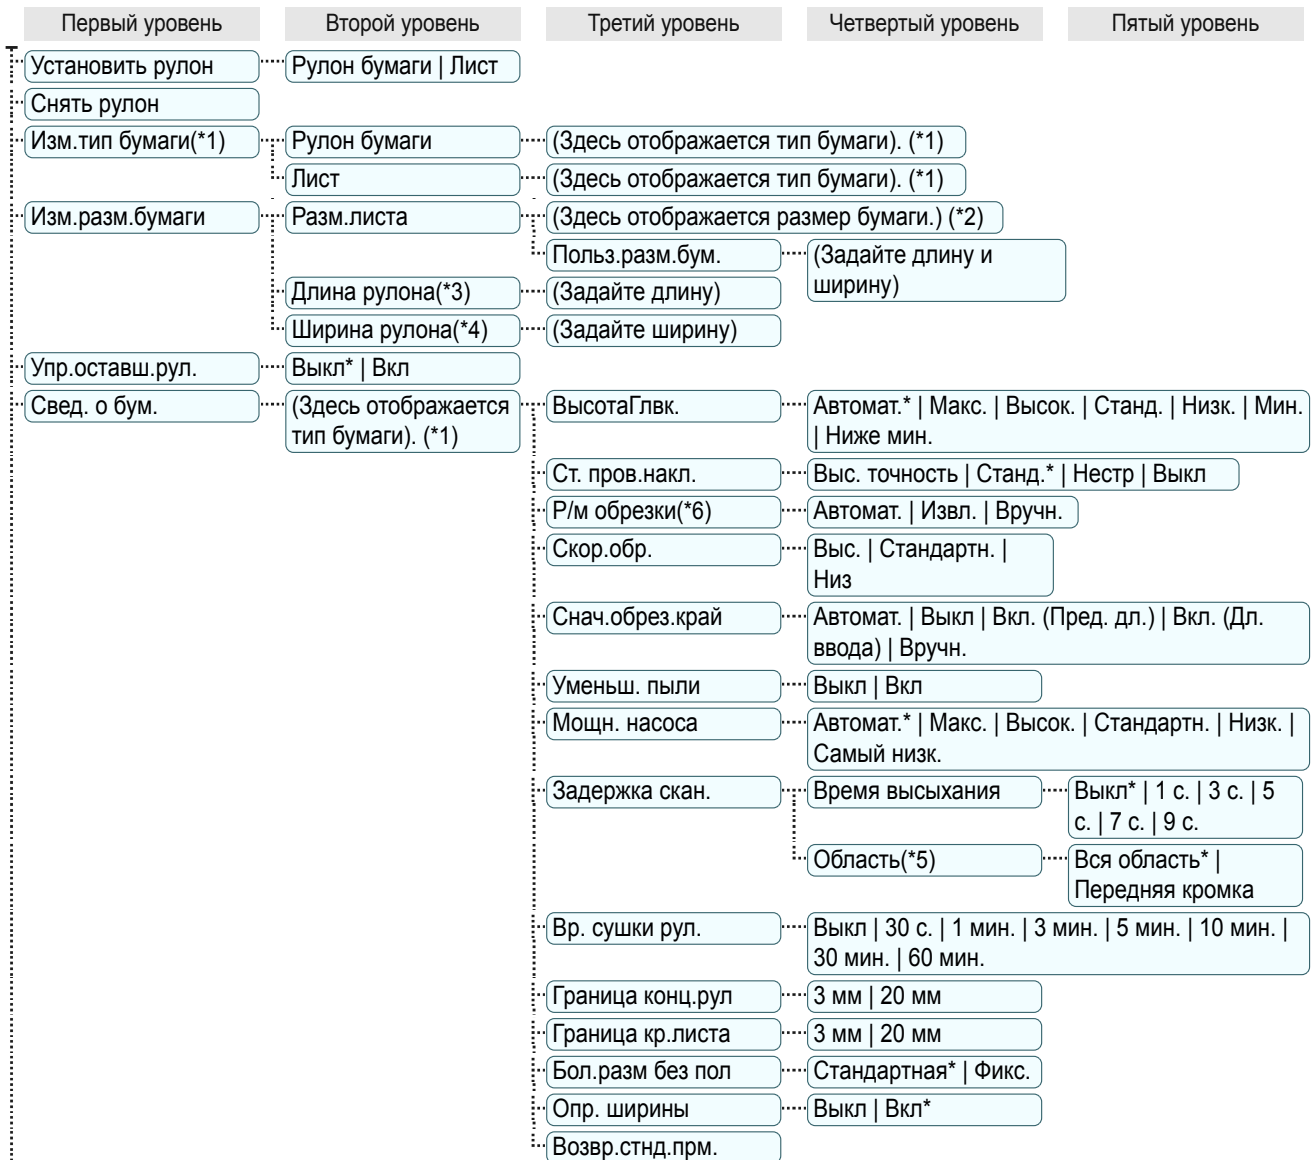 Первый уровень Второй уровень Третий уровень Четвертый уровень Пятый уровень
Установить рулон Рулон бумаги | Лист
Снять рулон
Изм.тип бумаги(*1) Рулон бумаги (Здесь отображается тип бумаги). (*1)
Лист (Здесь отображается тип бумаги). (*1)
Изм.разм.бумаги Разм.листа (Здесь отображается размер бумаги.) (*2)
Польз.разм.бум. (Задайте длину и
ширину)
Длина рулона(*3) (Задайте длину)
Ширина рулона(*4) (Задайте ширину)
Упр.оставш.рул. Выкл* | Вкл
Свед. о бум. (Здесь отображается
тип бумаги). (*1)
ВысотаГлвк. Автомат.* | Макс. | Высок. | Станд. | Низк. | Мин.
| Ниже мин.
Ст. пров.накл. Выс. точность | Станд.* | Нестр | Выкл
Р/м обрезки(*6) Автомат. | Извл. | Вручн.
Скор.обр. Выс. | Стандартн. |
Низ
Снач.обрез.край Автомат. | Выкл | Вкл. (Пред. дл.) | Вкл. (Дл.
ввода) | Вручн.
Уменьш. пыли Выкл | Вкл
Мощн. насоса Автомат.* | Макс. | Высок. | Стандартн. | Низк. |
Самый низк.
Задержка скан. Время высыхания Выкл* | 1 с. | 3 с. | 5
с. | 7 с. | 9 с.
Область(*5) Вся область* |
Передняя кромка
Вр. сушки рул. Выкл | 30 с. | 1 мин. | 3 мин. | 5 мин. | 10 мин. |
30 мин. | 60 мин.
Граница конц.рул 3 мм | 20 мм
Граница кр.листа 3 мм | 20 мм
Бол.разм без пол Стандартная* | Фикс.
Опр. ширины Выкл | Вкл*
Возвр.стнд.прм.